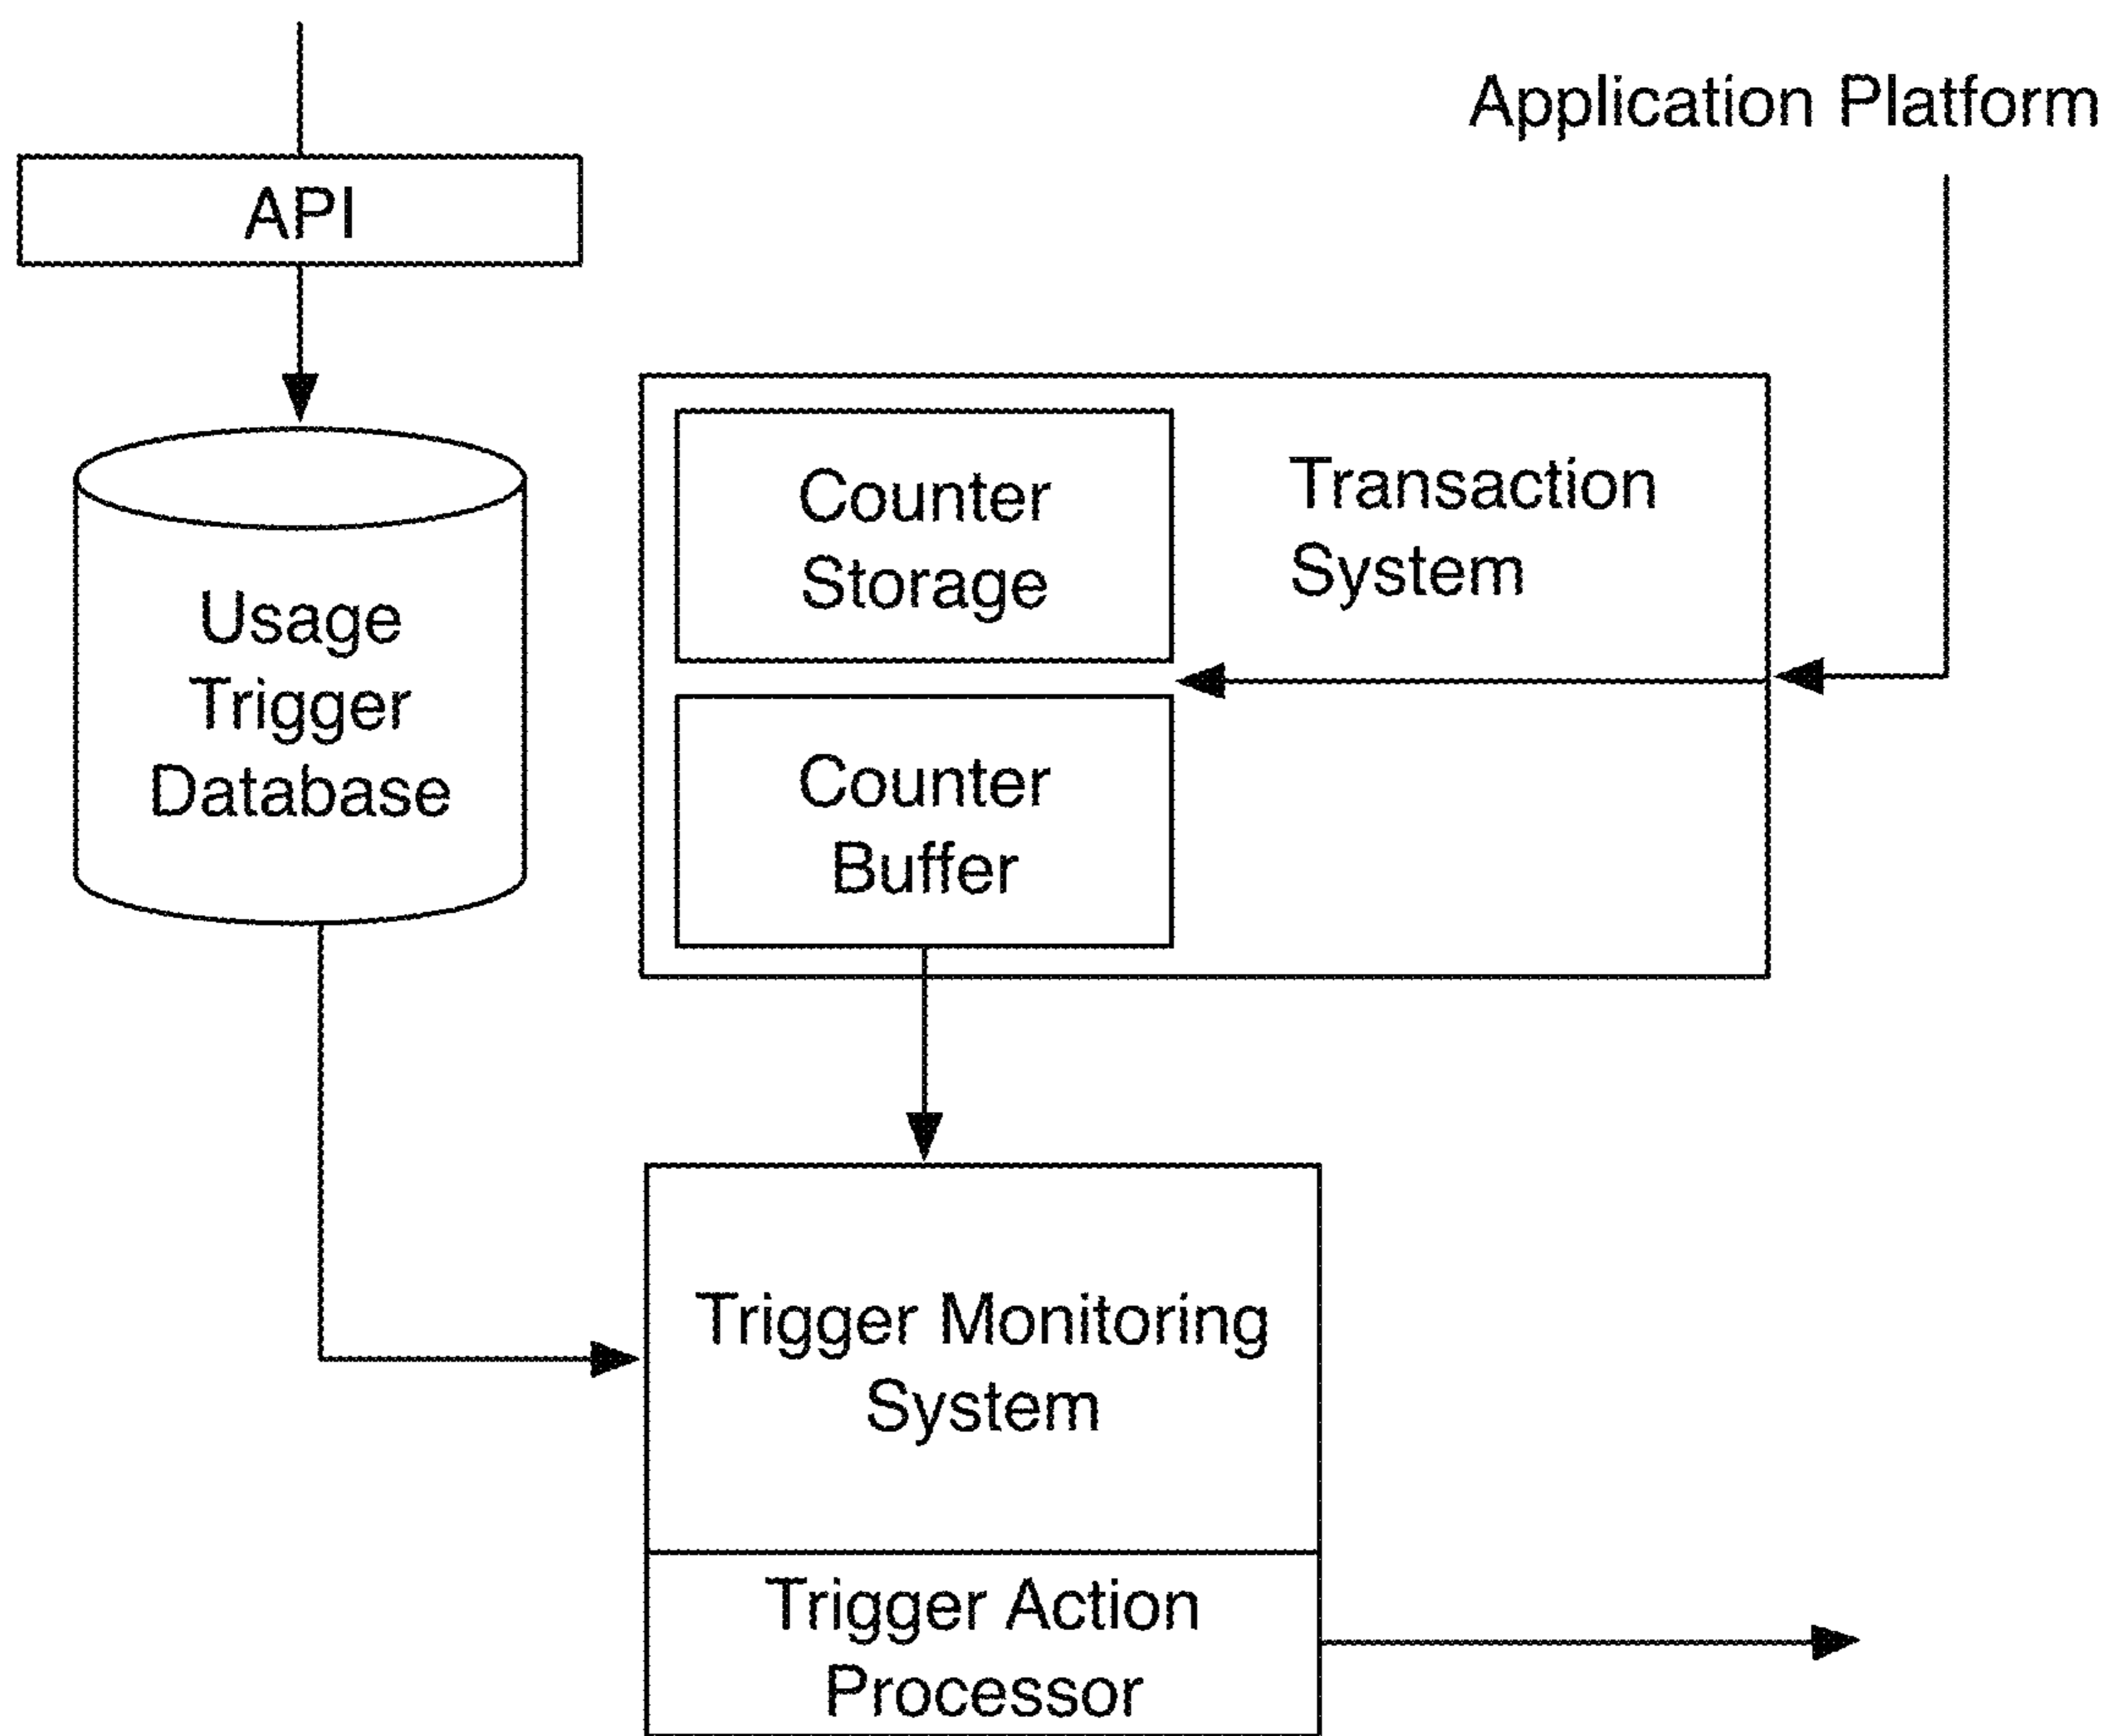 Application Platform
API
Counter
Storage
Transaction
System
Usage
Trigger
Database
Counter
Buffer
Trigger Monitoring
System
Trigger Action
Processor